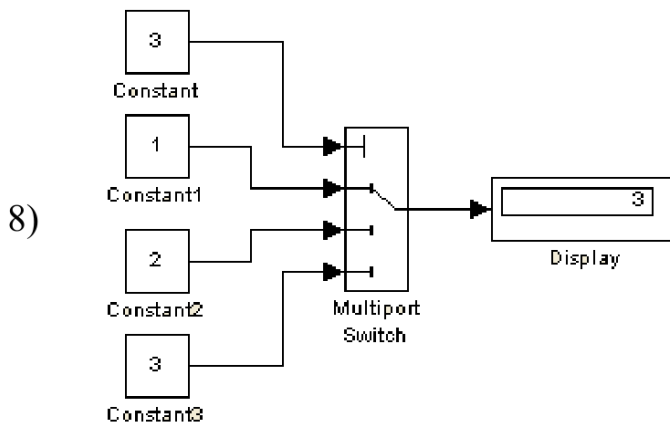 8)
3
Constant
1
Constant1
2
Constant2
3
Constant3
Multiport
Switch
3
Display